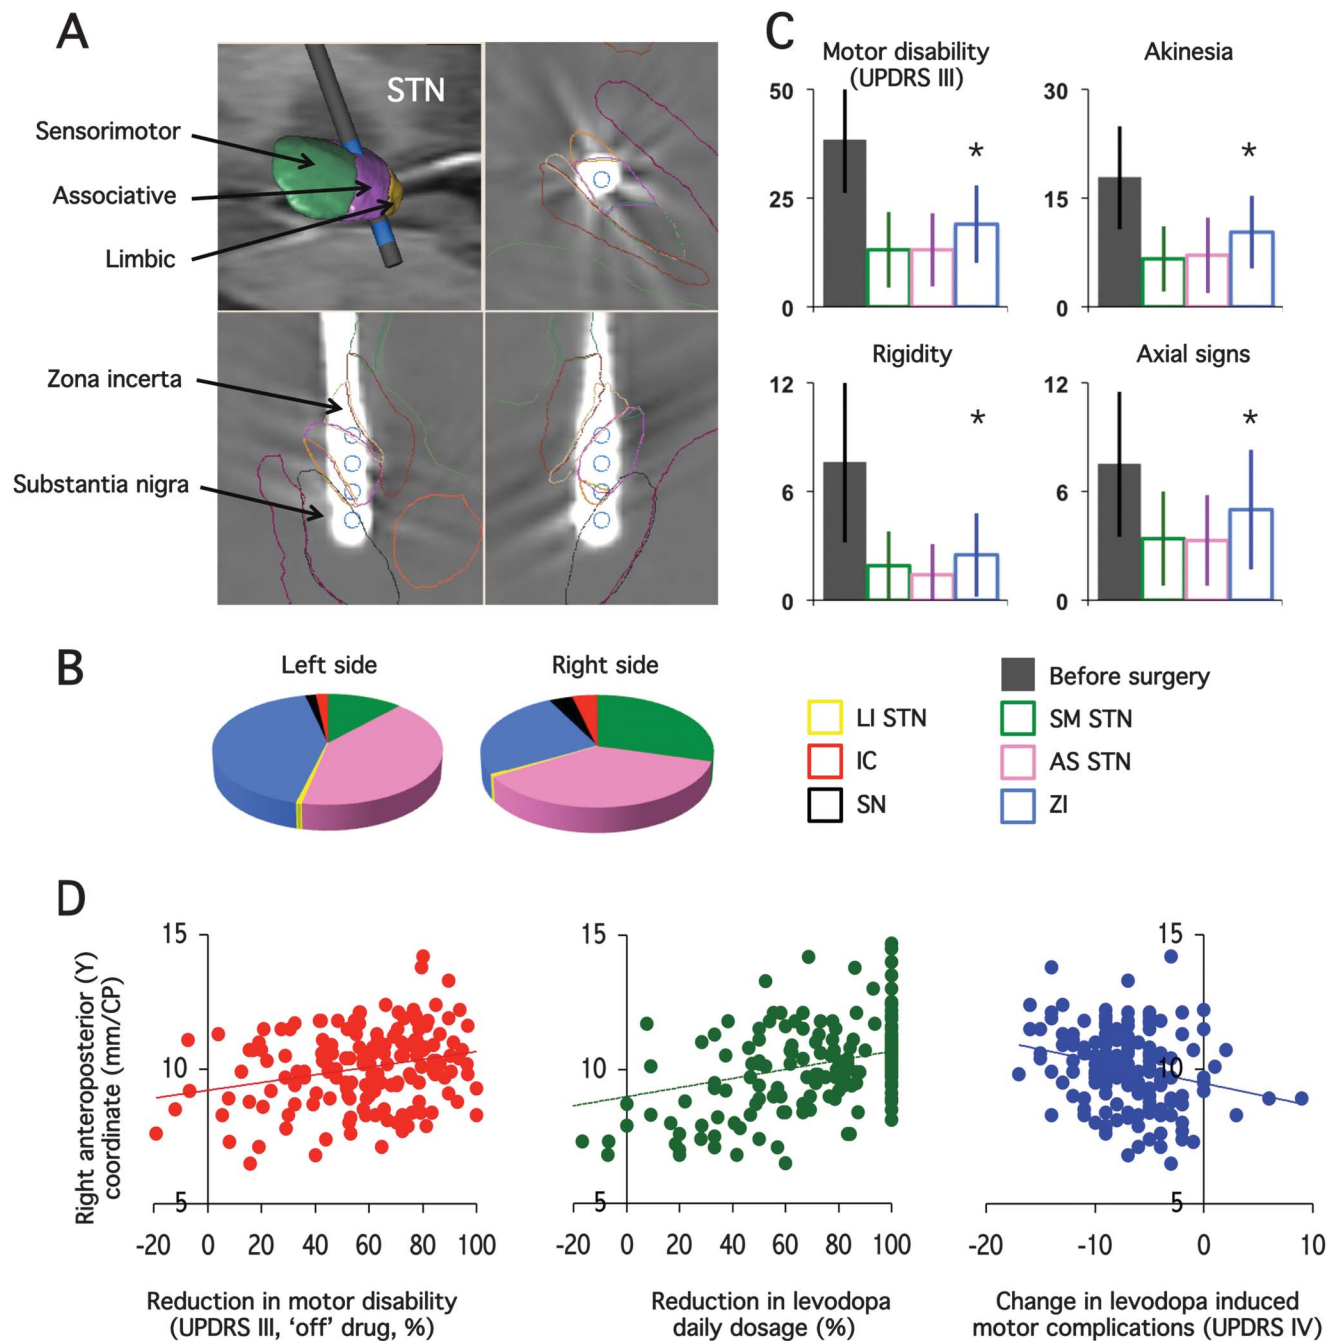 A
STN
Sensorimotor
Associative
Limbic
Zona incerta
Substantia nigra
C
Motor disability
(UPDRS III)
50
25
0
*
Akinesia
30
15
0
*
Rigidity
12
6
0
*
Axial signs
12
6
0
*
B
Left side
Right side
Before surgery
LI STN
SM STN
IC
AS STN
SN
ZI
D
Right anteroposterior (Y)
coordinate (mm/CP)
15
10
5
-20 0 20 40 60 80 100
Reduction in motor disability
(UPDRS III, ‘off’ drug, %)
15
10
5
-20 0 20 40 60 80 100
Reduction in levodopa
daily dosage (%)
15
10
5
-20 -10 0 10
Change in levodopa induced
motor complications (UPDRS IV)